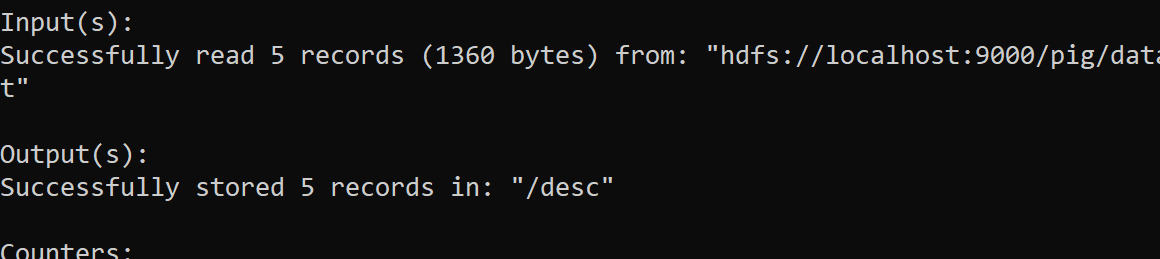 Input(s):
Successfully read 5 records (1360 bytes) from: "hdfs://localhost:9000/pig/data
t"
Output(s):
Successfully stored 5 records in: "/desc"
Counters: